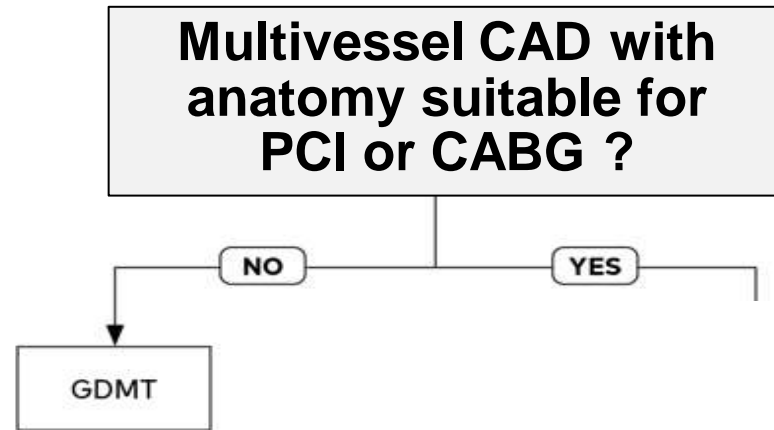 Multivessel CAD with
anatomy suitable for
PCI or CABG ?
NO
YES
GDMT